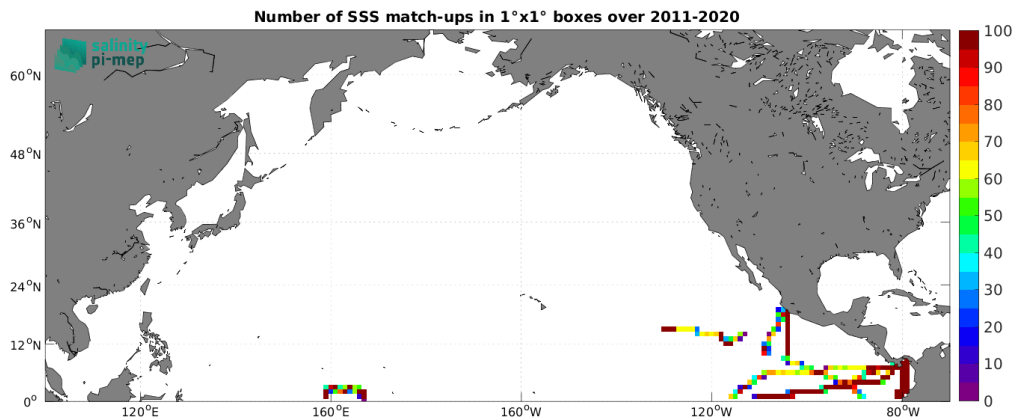 Number of SSS match-ups in 1°x1° boxes over 2011-2020
salinity
pi-mep
60°N
48°N
36°N
24°N
12°N
0°
120°E
160°E
160°W
120°W
80°W
100
90
80
70
60
50
40
30
20
10
0